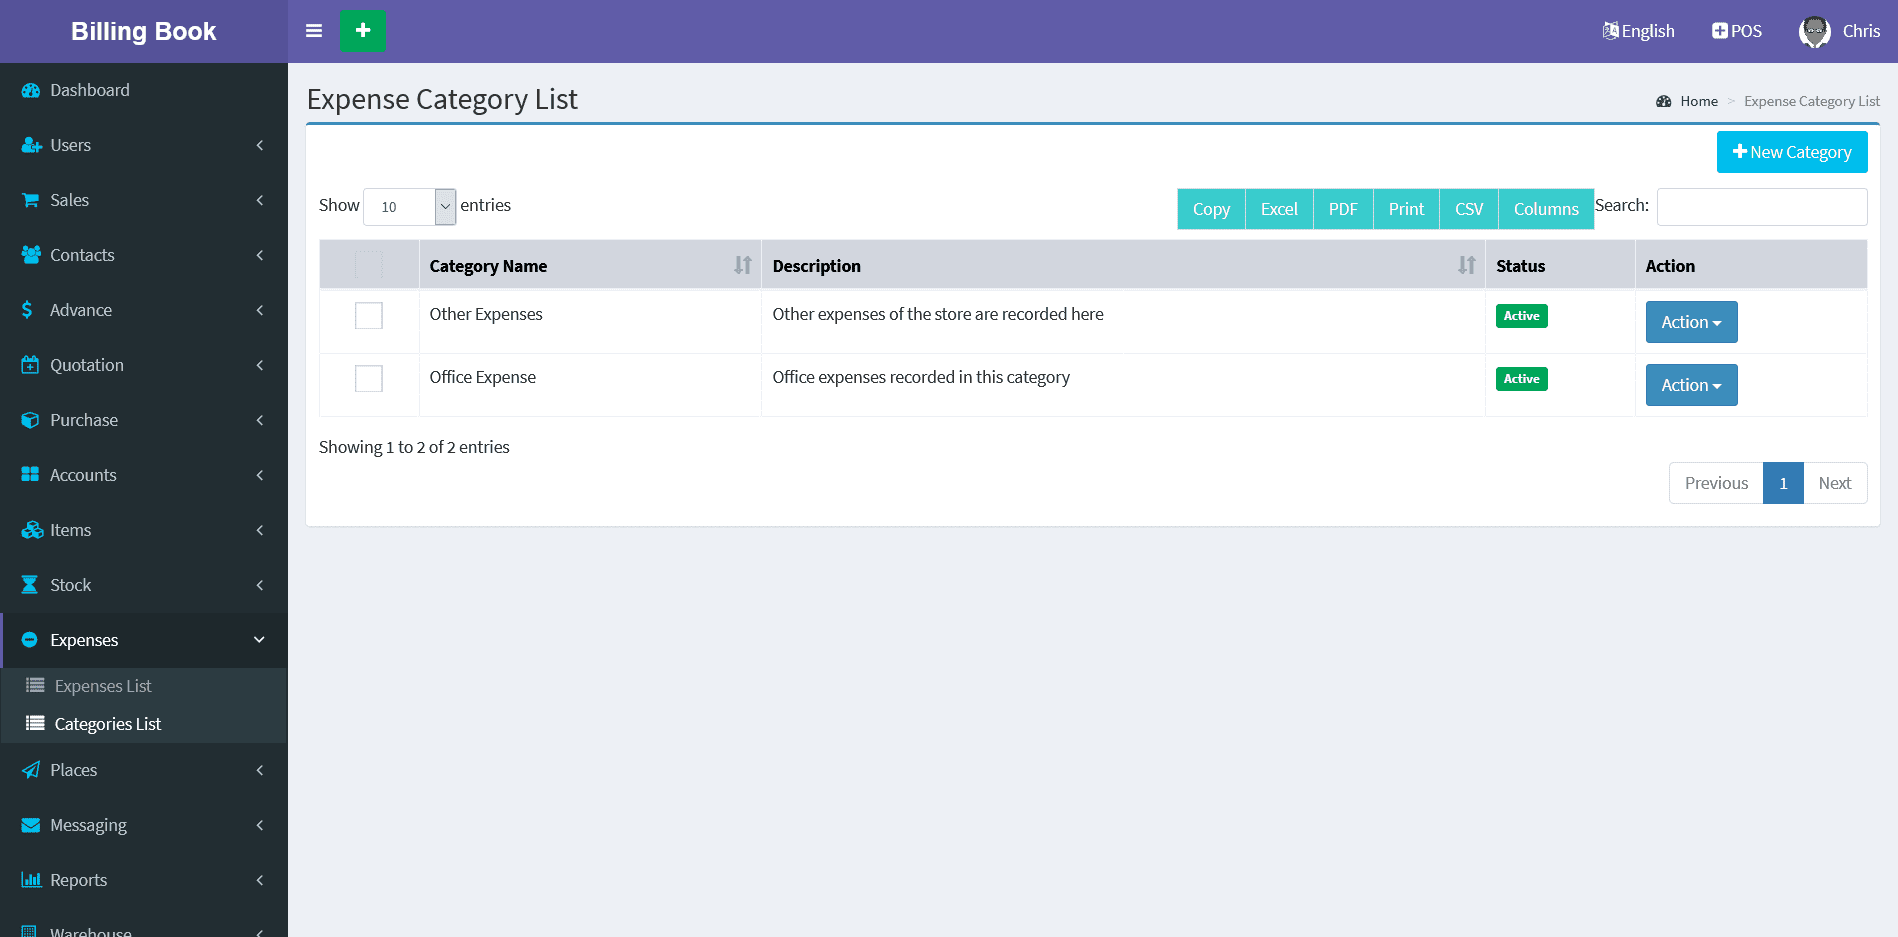 Billing Book
English
POS
Chris
Dashboard
Users
Sales
Contacts
Advance
Quotation
Purchase
Accounts
Items
Stock
Expenses
Expenses List
Categories List
Places
Messaging
Reports
Warehouse
Expense Category List
Home > Expense Category List
New Category
Show 10 entries
Copy Excel PDF Print CSV Columns Search:
Category Name Description Status Action
Other Expenses Other expenses of the store are recorded here Active Action
Office Expense Office expenses recorded in this category Active Action
Showing 1 to 2 of 2 entries
Previous 1 Next